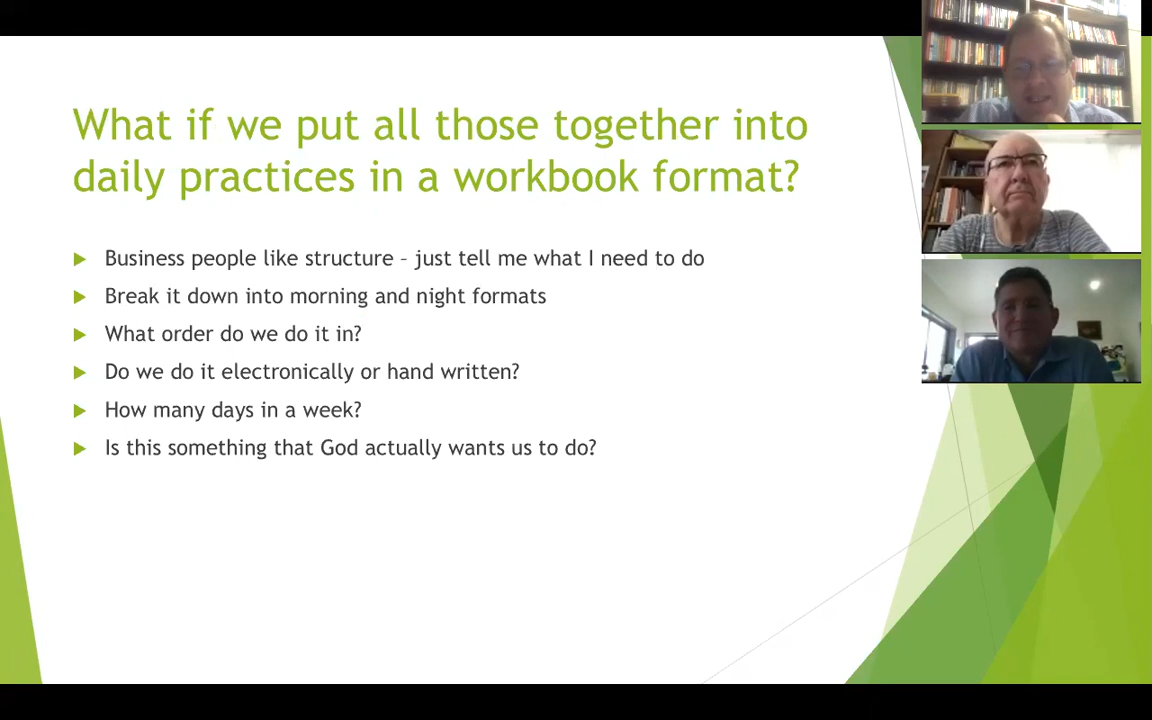 What if we put all those together into
daily practices in a workbook format?
Business people like structure – just tell me what I need to do
Break it down into morning and night formats
What order do we do it in?
Do we do it electronically or hand written?
How many days in a week?
Is this something that God actually wants us to do?